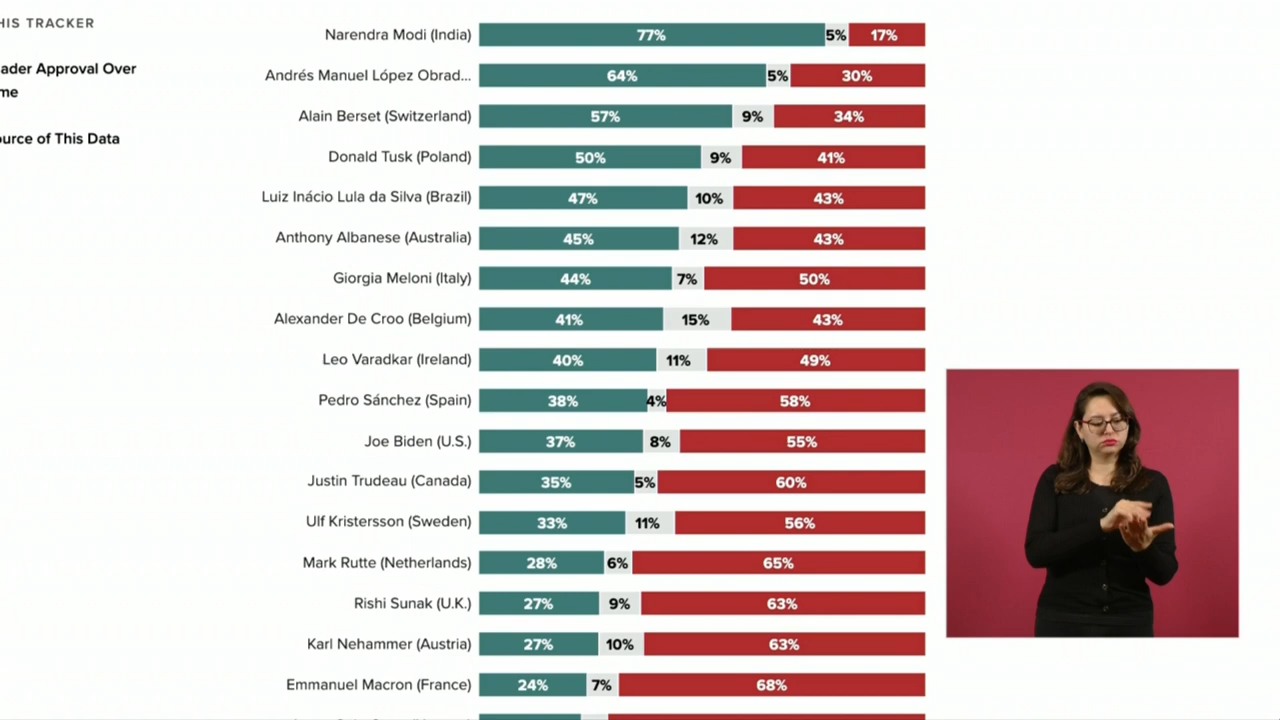 HIS TRACKER
ader Approval Over
me
ource of This Data
Narendra Modi (India) 77% 5% 17%
Andrés Manuel López Obrad... 64% 5% 30%
Alain Berset (Switzerland) 57% 9% 34%
Donald Tusk (Poland) 50% 9% 41%
Luiz Inácio Lula da Silva (Brazil) 47% 10% 43%
Anthony Albanese (Australia) 45% 12% 43%
Giorgia Meloni (Italy) 44% 7% 50%
Alexander De Croo (Belgium) 41% 15% 43%
Leo Varadkar (Ireland) 40% 11% 49%
Pedro Sánchez (Spain) 38% 4% 58%
Joe Biden (U.S.) 37% 8% 55%
Justin Trudeau (Canada) 35% 5% 60%
Ulf Kristersson (Sweden) 33% 11% 56%
Mark Rutte (Netherlands) 28% 6% 65%
Rishi Sunak (U.K.) 27% 9% 63%
Karl Nehammer (Austria) 27% 10% 63%
Emmanuel Macron (France) 24% 7% 68%